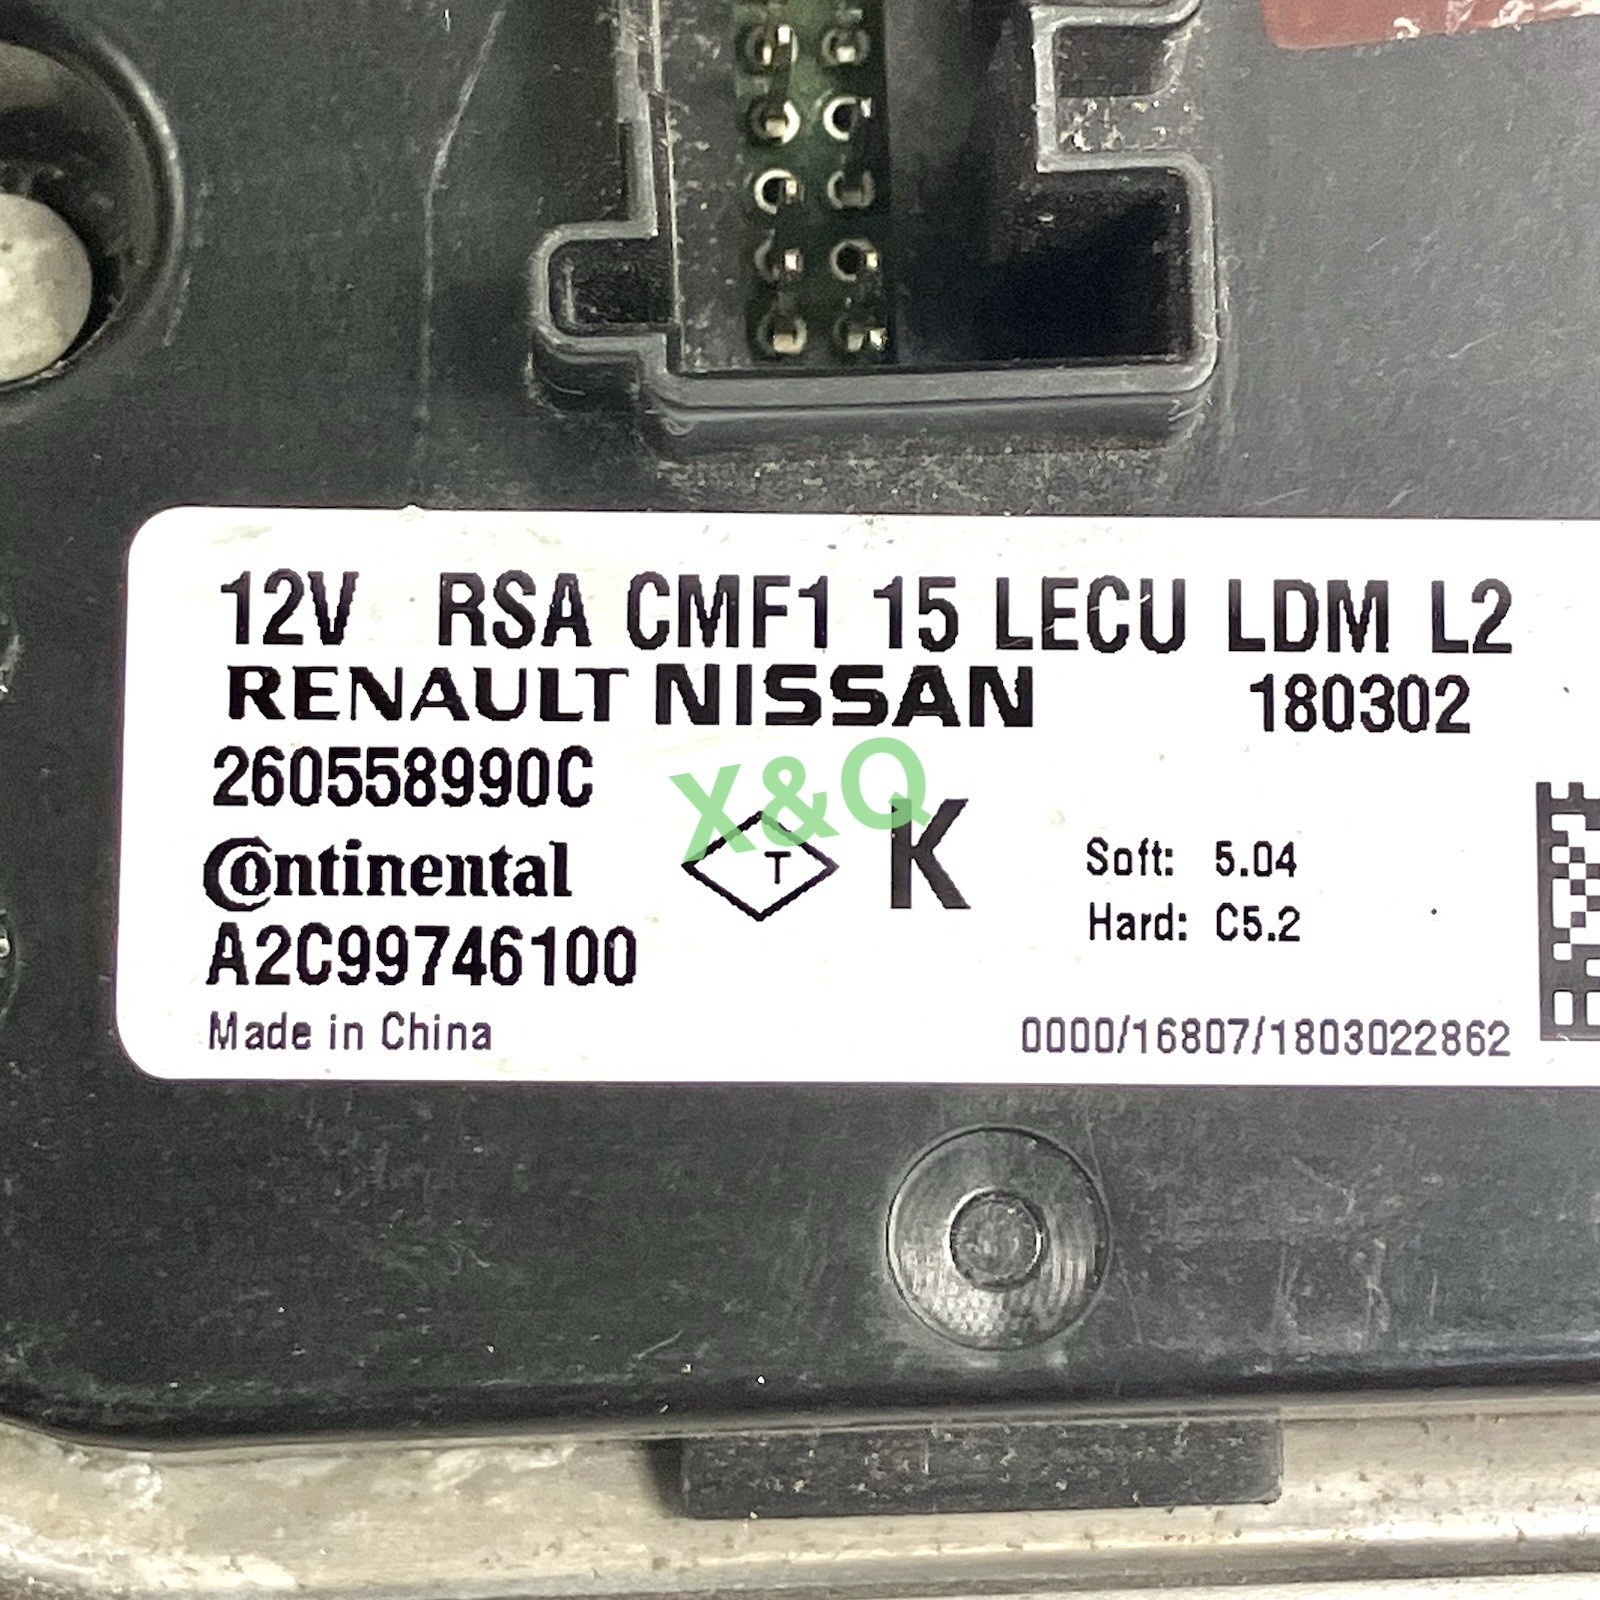 12V RSA CMF1 15 LECU LDM L2
RENAULT NISSAN 180302
260558990C
X&Q
Continental T K Soft: 5.04
Hard: C5.2
A2C99746100
Made in China 0000/16807/1803022862